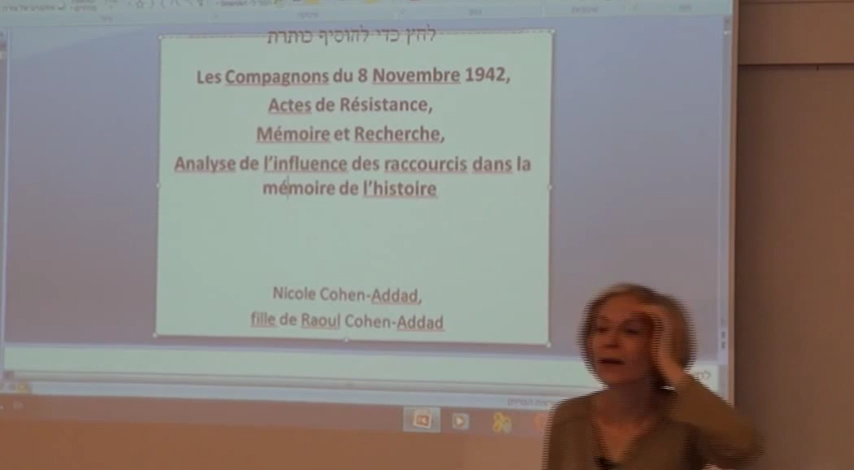 לחץ כדי להוסיף כותרת
Les Compagnons du 8 Novembre 1942,
Actes de Résistance,
Mémoire et Recherche,
Analyse de l'influence des raccourcis dans la
mémoire de l'histoire
Nicole Cohen-Addad,
fille de Raoul Cohen-Addad